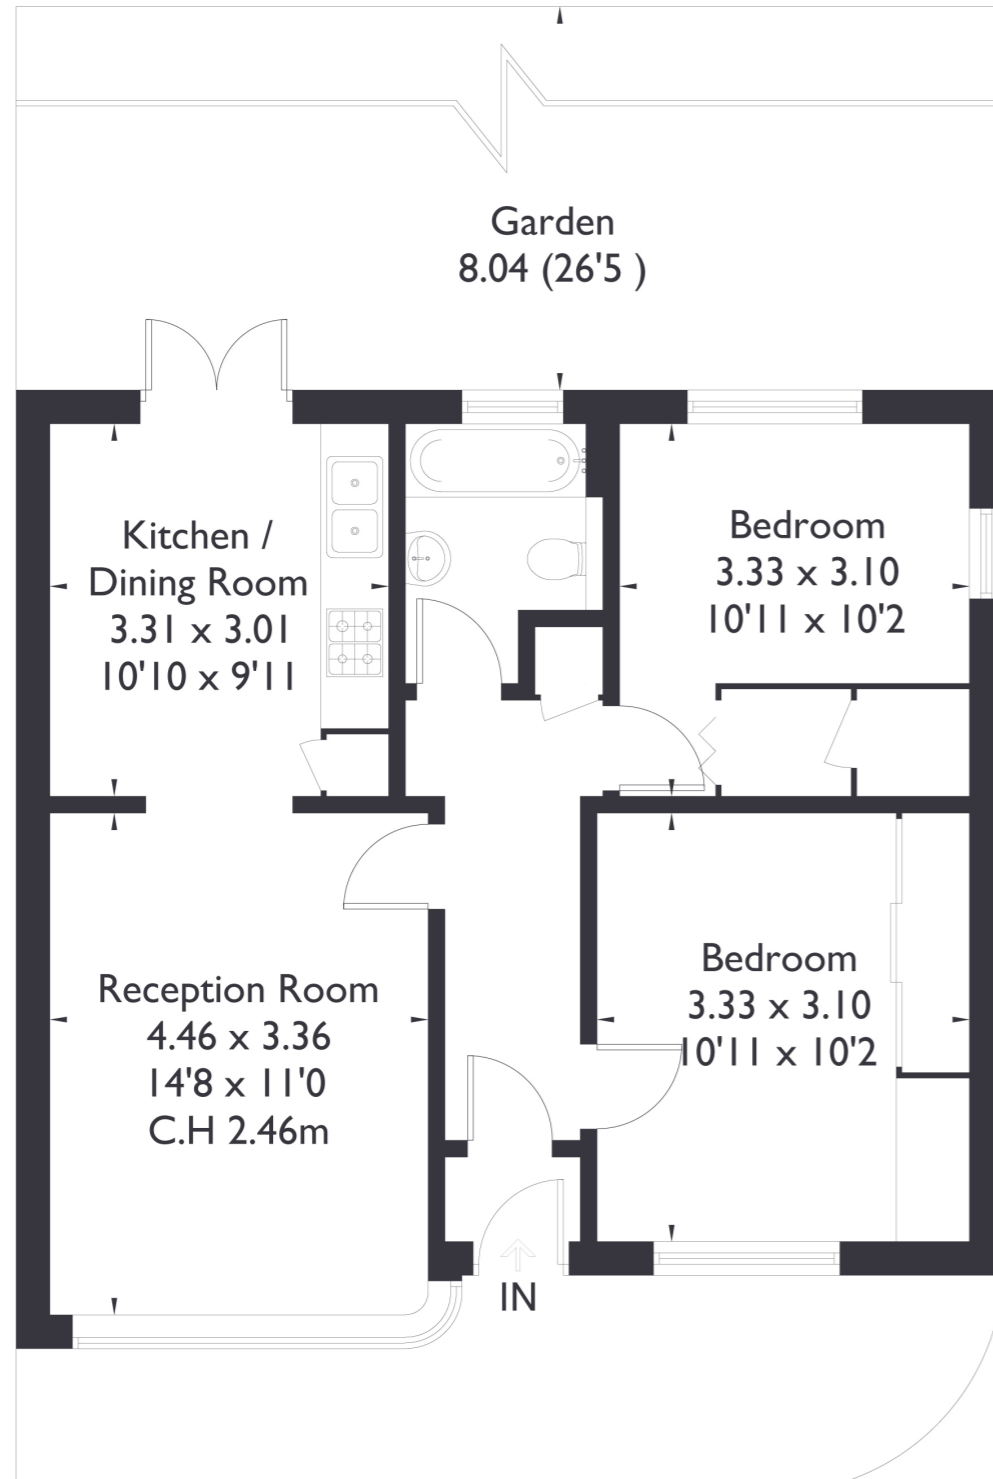 Garden
8.04 (26'5 )
Kitchen /
Dining Room
3.31 x 3.01
10'10 x 9'11
Bedroom
3.33 x 3.10
10'11 x 10'2
Reception Room
4.46 x 3.36
14'8 x 11'0
C.H 2.46m
Bedroom
3.33 x 3.10
10'11 x 10'2
IN